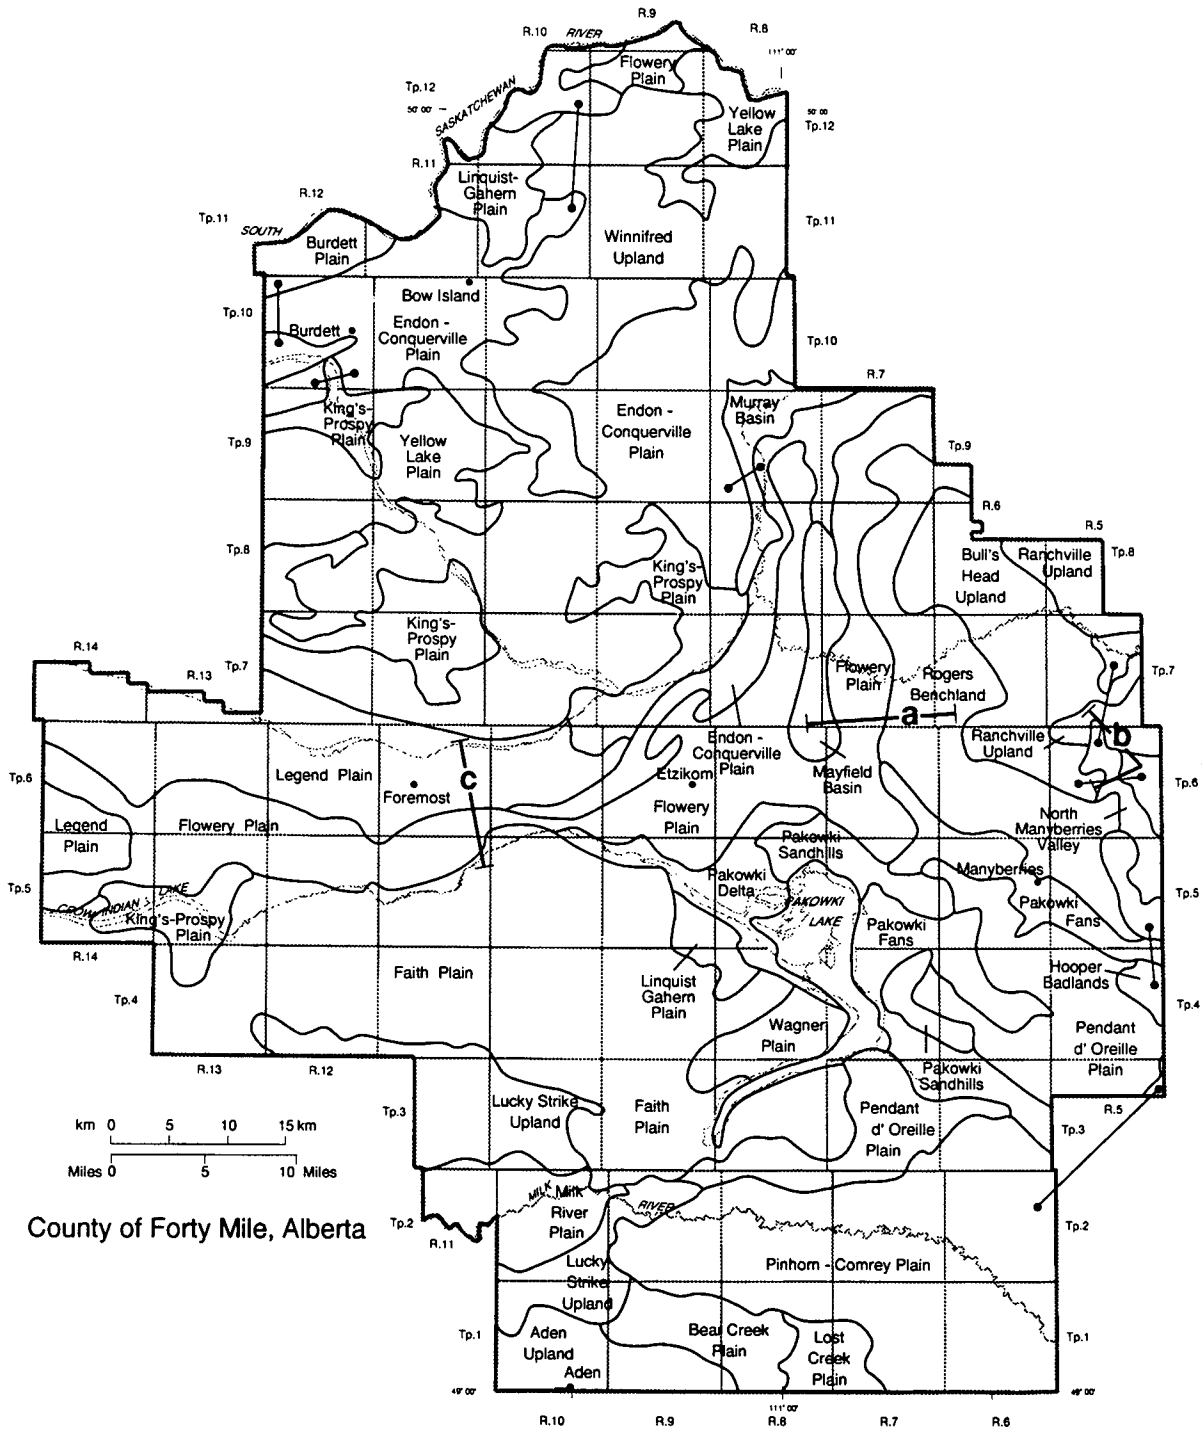 R.9
R.10
RIVER
R.8
111° 00'
Flowery
Plain
Tp.12
50° 00'
SASKATCHEWAN
50° 00'
Yellow
Lake
Plain
Tp.12
R.11
Linquist-
Gahern
Plain
R.12
Tp.11
SOUTH
Tp.11
Burdett
Plain
Winnifred
Upland
Bow Island
Tp.10
Burdett
Endon -
Conquerville
Plain
Tp.10
R.7
King's-
Prospy
Plain
Murray
Basin
Endon -
Conquerville
Plain
Tp.9
Yellow
Lake
Plain
Tp.9
R.6
R.5
Tp.8
Bull's
Head
Upland
Ranchville
Upland
Tp.8
King's-
Prospy
Plain
King's-
Prospy
Plain
R.14
R.13
Tp.7
Flowery
Plain
Rogers
Benchland
Tp.7
a
b
Endon -
Conquerville
Plain
Ranchville
Upland
Tp.6
Legend Plain
Foremost
c
Etzikom
Mayfield
Basin
Tp.6
Flowery
Plain
North
Manyberries
Valley
Legend
Plain
Flowery Plain
Pakowki
Sandhills
Manyberries
Tp.5
Pakowki
Delta
Tp.5
CROW INDIAN LAKE
King's-Prospy
Plain
PAKOWKI
LAKE
Pakowki
Fans
Pakowki
Fans
R.14
Faith Plain
Hooper
Badlands
Tp.4
Linquist
Gahern
Plain
Tp.4
Wagner
Plain
Pendant
d' Oreille
Plain
R.13
R.12
Pakowki
Sandhills
Lucky Strike
Upland
Tp.3
Faith
Plain
Pendant
d' Oreille
Plain
R.5
Tp.3
km 0 5 10 15 km
Miles 0 5 10 Miles
County of Forty Mile, Alberta
MILK
Milk
River
Plain
RIVER
Tp.2
R.11
Tp.2
Lucky
Strike
Upland
Pinhorn - Comrey Plain
Tp.1
Aden
Upland
Bear Creek
Plain
Lost
Creek
Plain
Tp.1
Aden
49° 00'
111° 00'
49° 00'
R.10
R.9
R.8
R.7
R.6